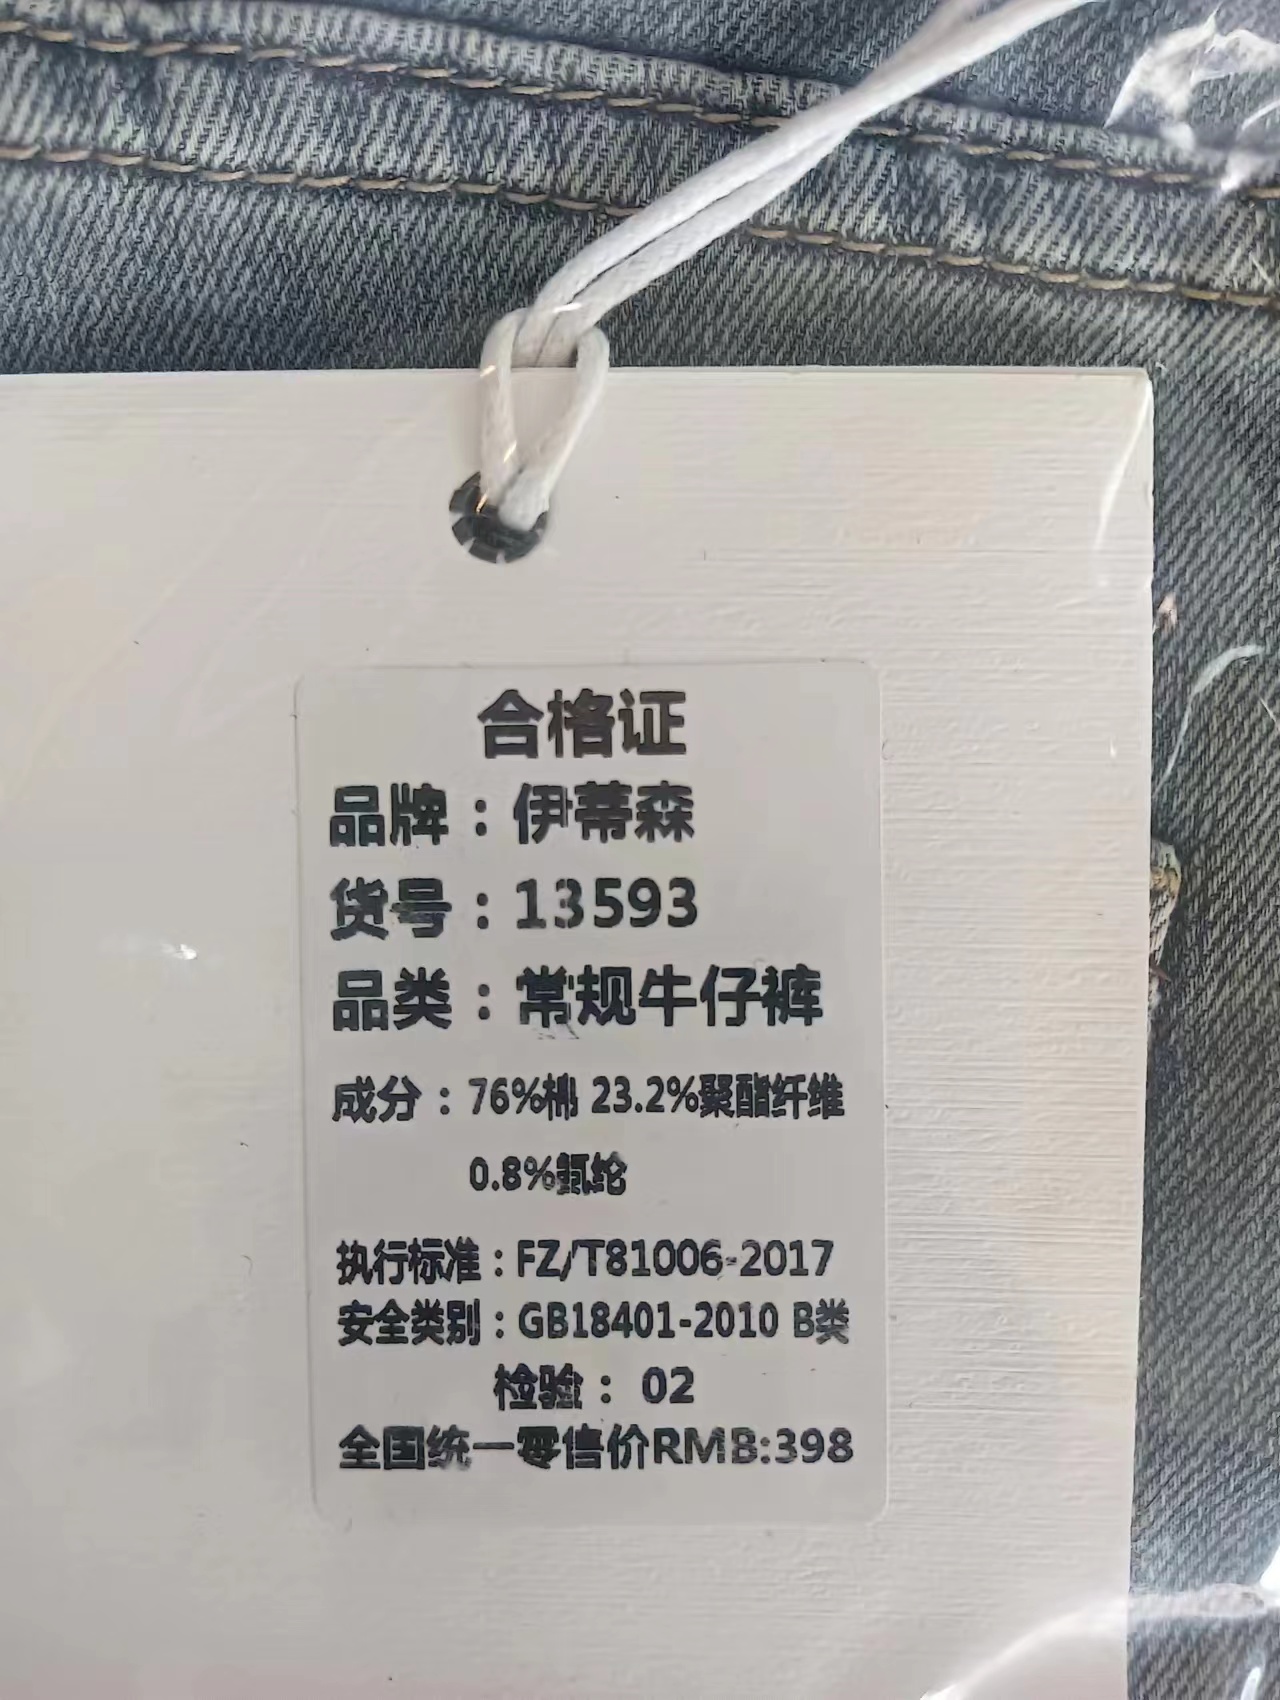 合格证
品牌：伊蒂森
货号：13593
品类：常规牛仔裤
成分：76%棉 23.2%聚酯纤维
0.8%氨纶
执行标准：FZ/T81006-2017
安全类别：GB18401-2010 B类
检验： 02
全国统一零售价RMB:398